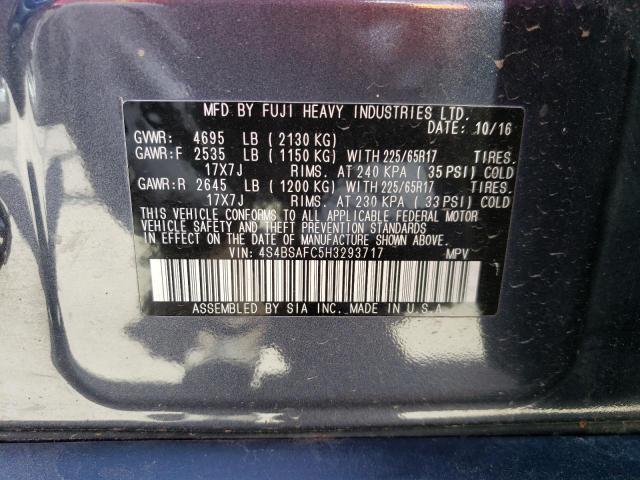 MFD BY FUJI HEAVY INDUSTRIES LTD.
DATE: 10/16
GVWR: 4695 LB (2130 KG)
GAWR:F 2535 LB (1150 KG) WITH 225/65R17 TIRES.
17X7J RIMS. AT 240 KPA (35 PSI) COLD
GAWR:R 2645 LB (1200 KG) WITH 225/65R17 TIRES.
17X7J RIMS. AT 230 KPA (33 PSI) COLD
THIS VEHICLE CONFORMS TO ALL APPLICABLE FEDERAL MOTOR
VEHICLE SAFETY AND THEFT PREVENTION STANDARDS
IN EFFECT ON THE DATE OF MANUFACTURE SHOWN ABOVE.
VIN: 4S4BSAFC5H3293717 MPV
ASSEMBLED BY SIA INC. MADE IN U.S.A